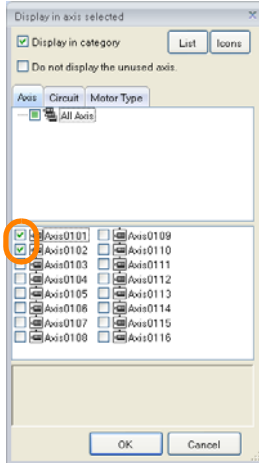 Display in axis selected
Display in category
List
Icons
Do not display the unused axis.
Axis
Circuit
Motor Type
All Axis
Axis0101
Axis0109
Axis0102
Axis0110
Axis0103
Axis0111
Axis0104
Axis0112
Axis0105
Axis0113
Axis0106
Axis0114
Axis0107
Axis0115
Axis0108
Axis0116
OK
Cancel